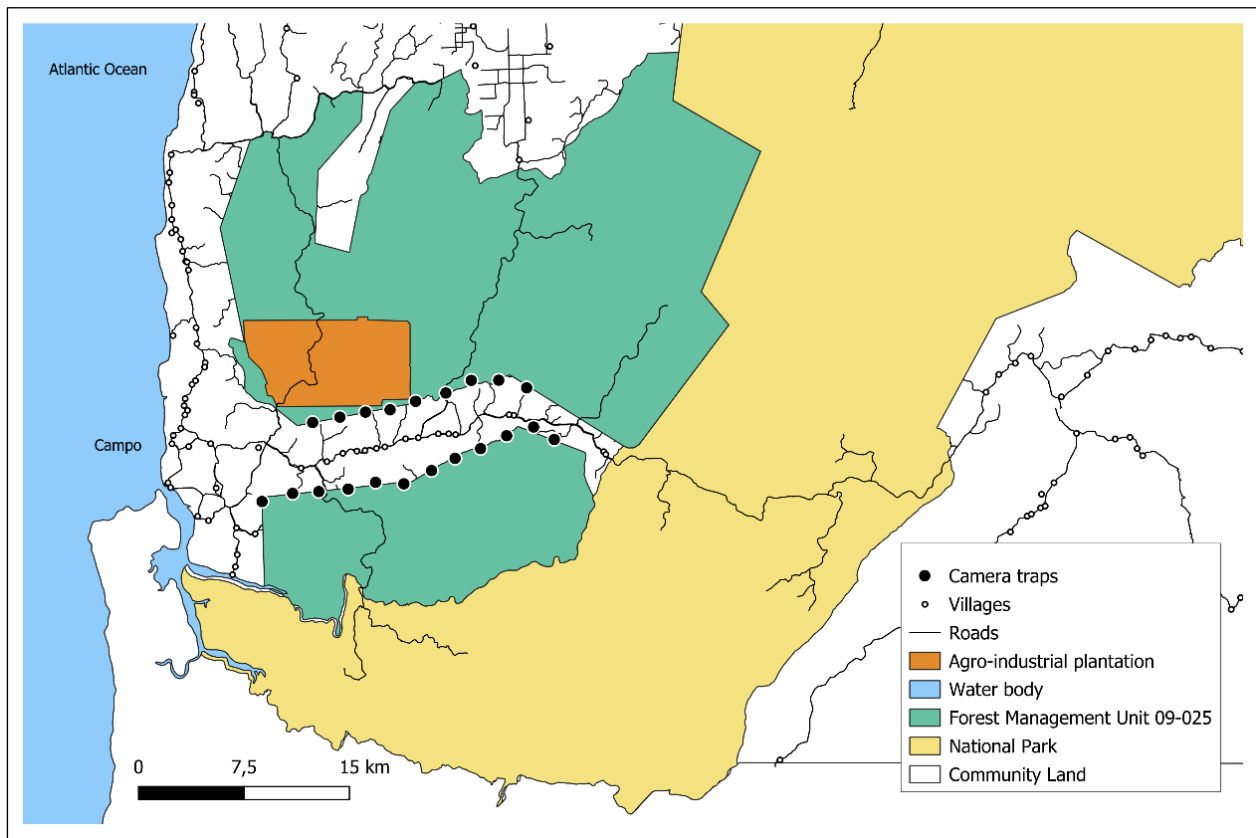 Atlantic Ocean
Campo
Camera traps
Villages
Roads
Agro-industrial plantation
Water body
Forest Management Unit 09-025
National Park
Community Land
0 7,5 15 km